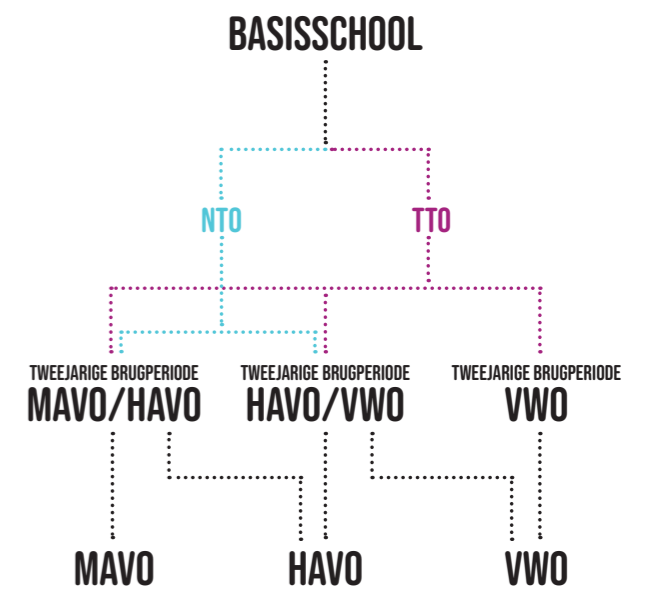 BASISSCHOOL
NTO
TTO
TWEEJARIGE BRUGPERIODE
MAVO/HAVO
TWEEJARIGE BRUGPERIODE
HAVO/VWO
TWEEJARIGE BRUGPERIODE
VWO
MAVO
HAVO
VWO